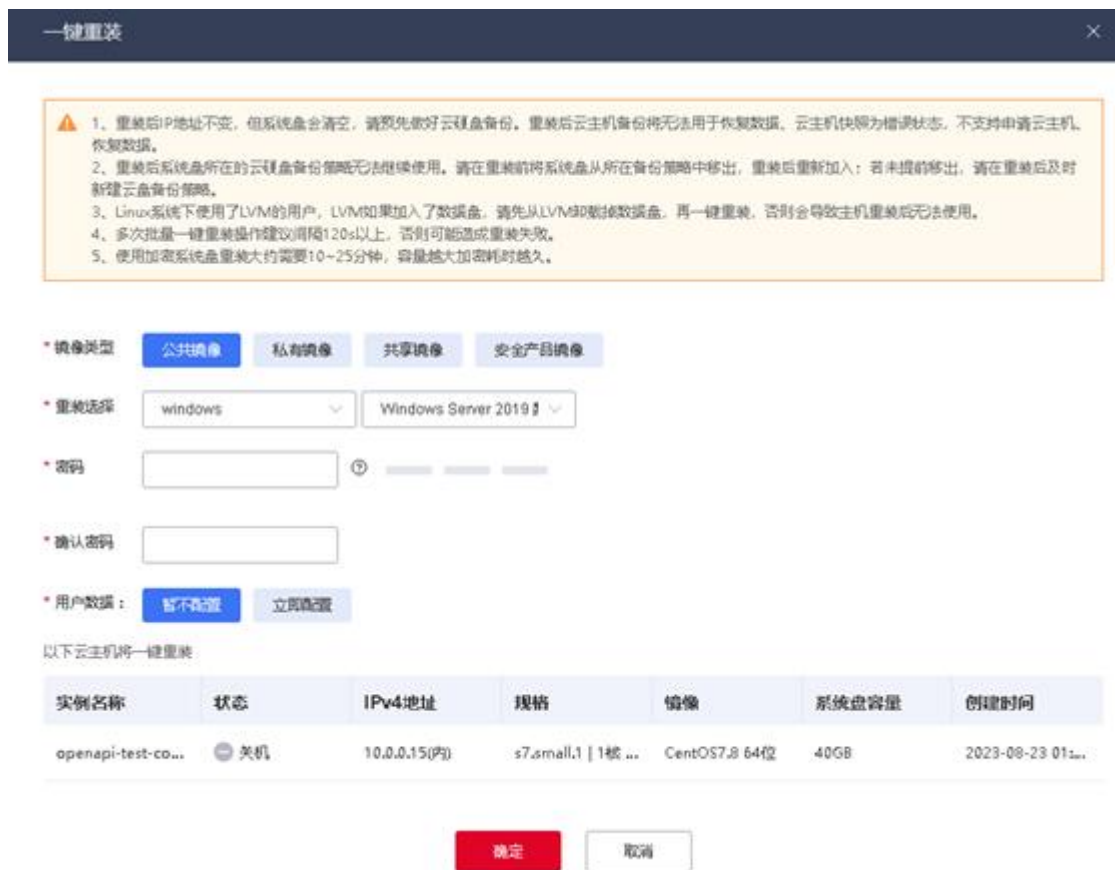 一键重装
1、重装后IP地址不变，但系统盘会清空，请预先做好云硬盘备份。重装后云主机备份将无法用于恢复数据、云主机快照为错误状态，不支持申请云主机、
恢复数据。
2、重装后系统盘所在的云硬盘备份策略无法继续使用。请在重装前将系统盘从所在备份策略中移出，重装后重新加入；若未提前移出，请在重装后及时
新建云盘备份策略。
3、Linux系统下使用了LVM的用户，LVM如果加入了数据盘，请先从LVM卸载掉数据盘，再一键重装，否则会导致主机重装后无法使用。
4、多次批量一键重装操作建议间隔120s以上，否则可能造成重装失败。
5、使用加密系统盘重装大约需要10~25分钟，容量越大加密耗时越久。
* 镜像类型 公共镜像 私有镜像 共享镜像 安全产品镜像
* 重装选择 windows Windows Server 2019
* 密码
* 确认密码
* 用户数据： 暂不配置 立即配置
以下云主机将一键重装
实例名称 状态 IPv4地址 规格 镜像 系统盘容量 创建时间
openapi-test-co... 关机 10.0.0.15(内) s7.small.1 | 1核 ... CentOS7.8 64位 40GB 2023-08-23 01:...
确定 取消